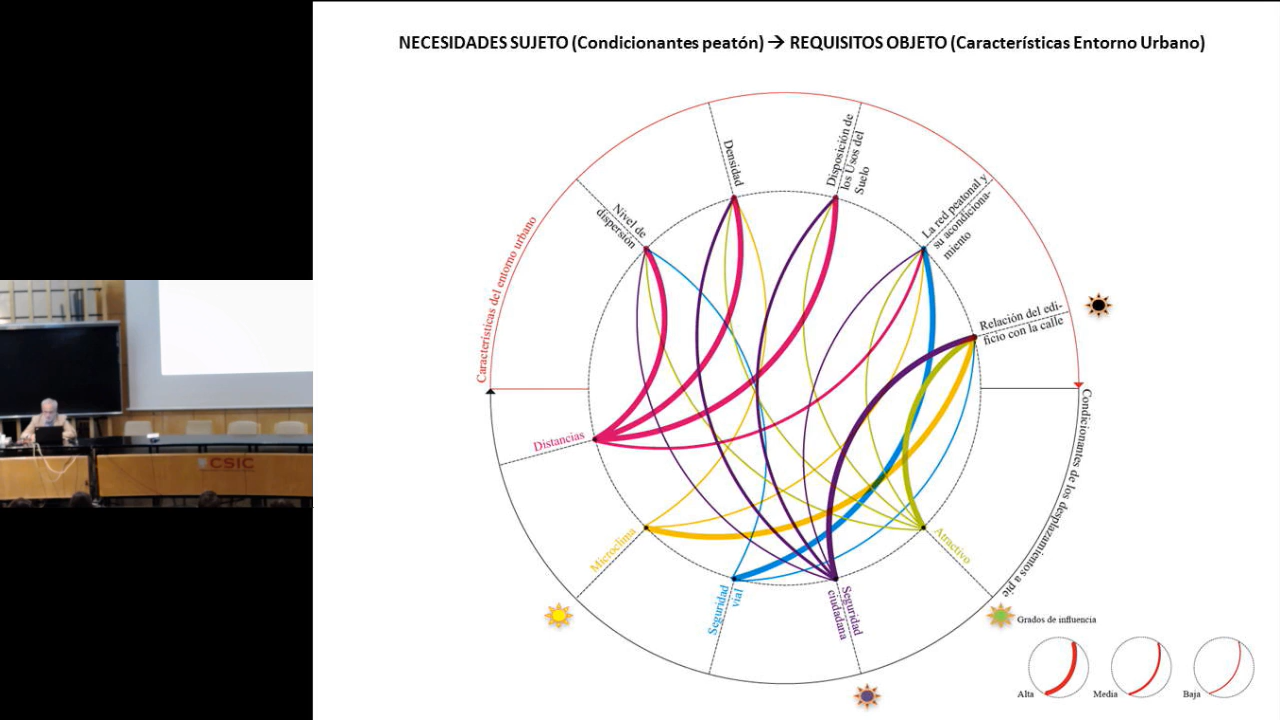 NECESIDADES SUJETO (Condicionantes peatón) → REQUISITOS OBJETO (Características Entorno Urbano)
Densidad
Disposición de
los Usos del
Suelo
Nivel de
dispersión
La red peatonal y
su acondiciona-
miento
Características del entorno urbano
Relación del edi-
ficio con la calle
Distancias
Condicionantes de los desplazamientos a pie
Microclima
Atractivo
Seguridad
vial
Seguridad
ciudadana
Grados de influencia
Alta
Media
Baja
CSIC